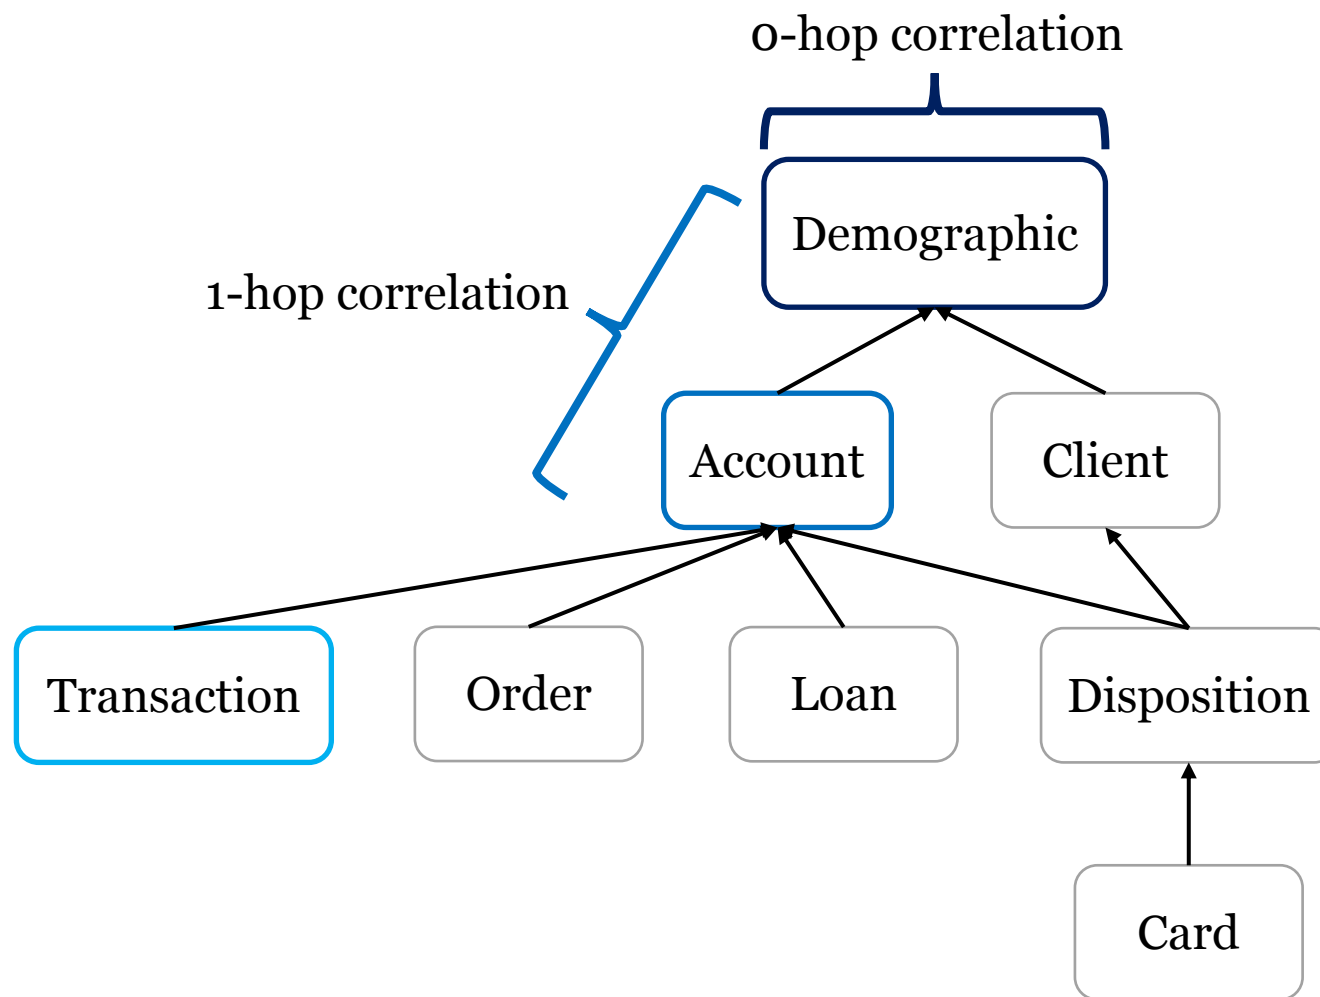 0-hop correlation
Demographic
1-hop correlation
Account
Client
Transaction
Order
Loan
Disposition
Card